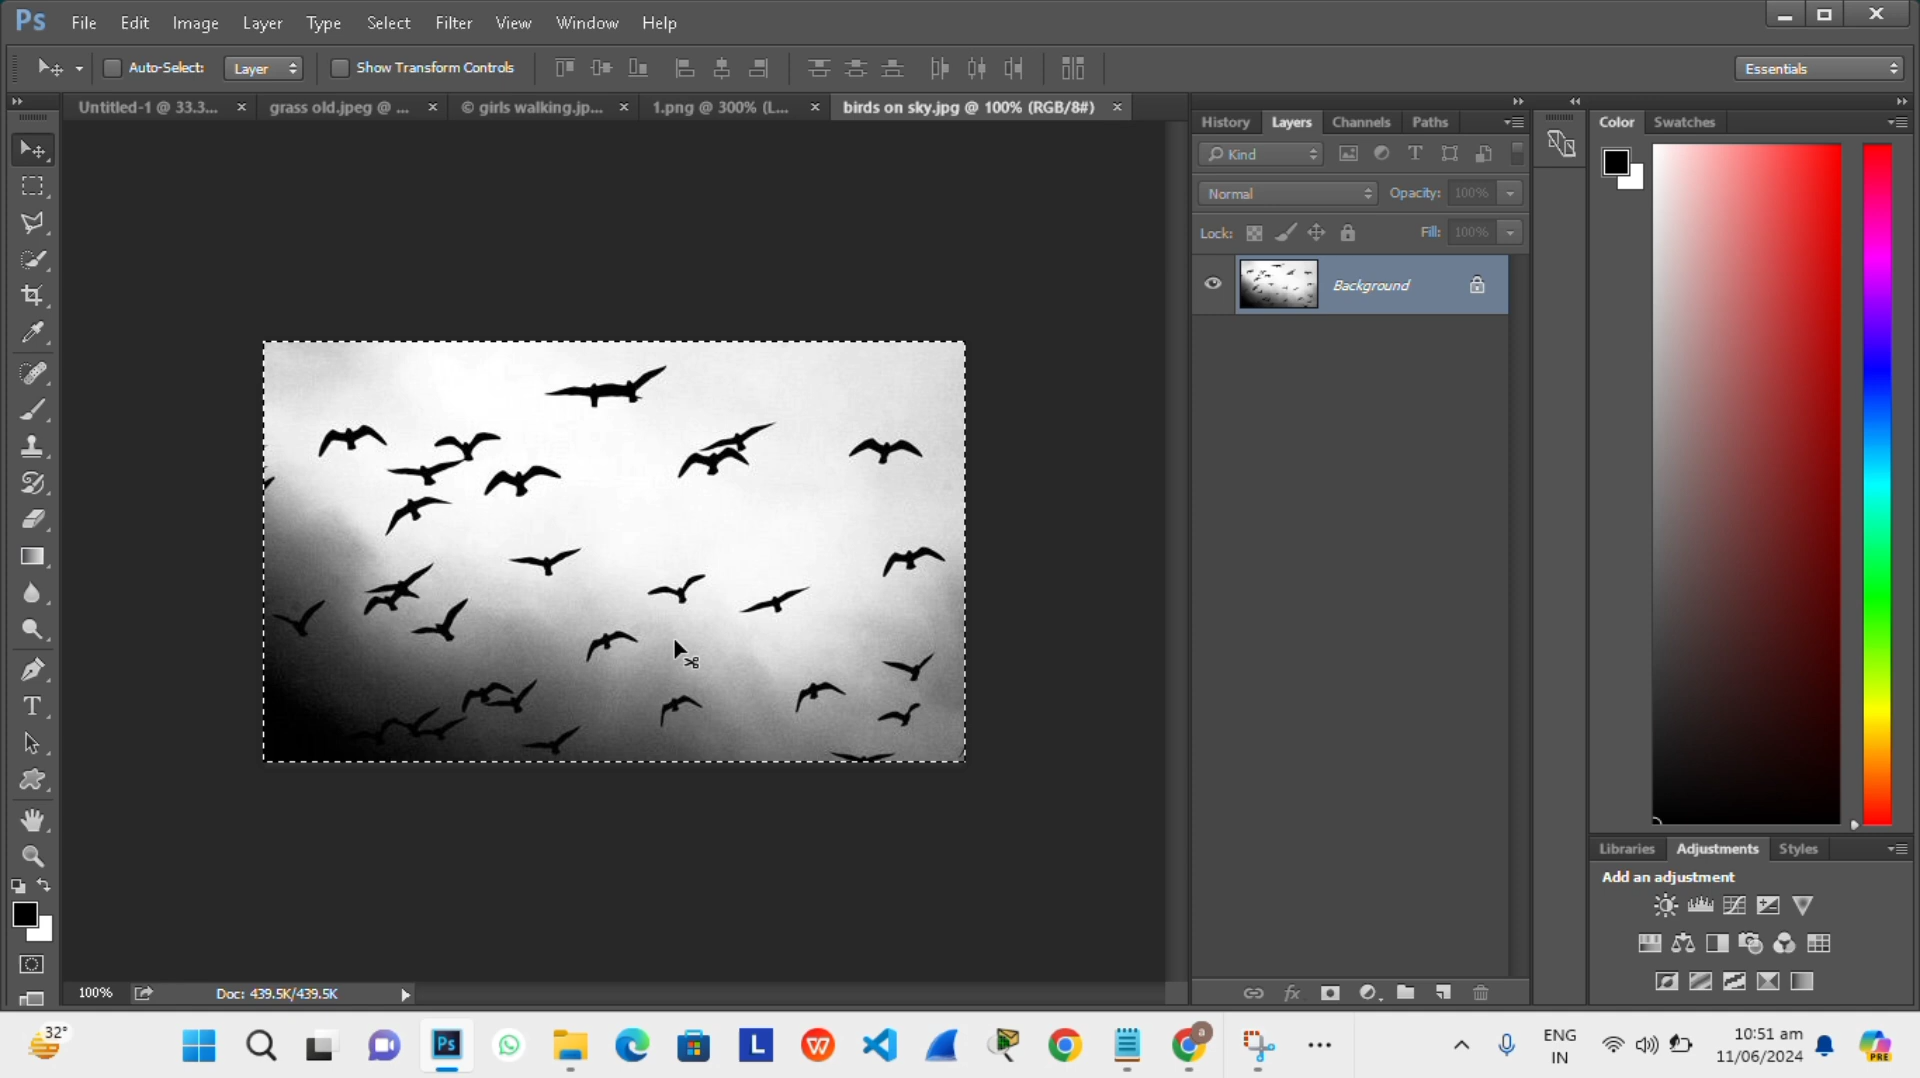 Ps File Edit Image Layer Type Select Filter View Window Help
Auto-Select: Layer Show Transform Controls Essentials
Untitled-1 @ 33.3... × grass old.jpeg @ ... × © girls walking.jp... × 1.png @ 300% (L... × birds on sky.jpg @ 100% (RGB/8#) ×
History Layers Channels Paths
Color Swatches
Kind
Normal Opacity: 100%
Lock: Fill: 100%
Background
Libraries Adjustments Styles
Add an adjustment
100% Doc: 439.5K/439.5K
fx
32°
Ps L W a
ENG
IN
10:51 am
11/06/2024
PRE